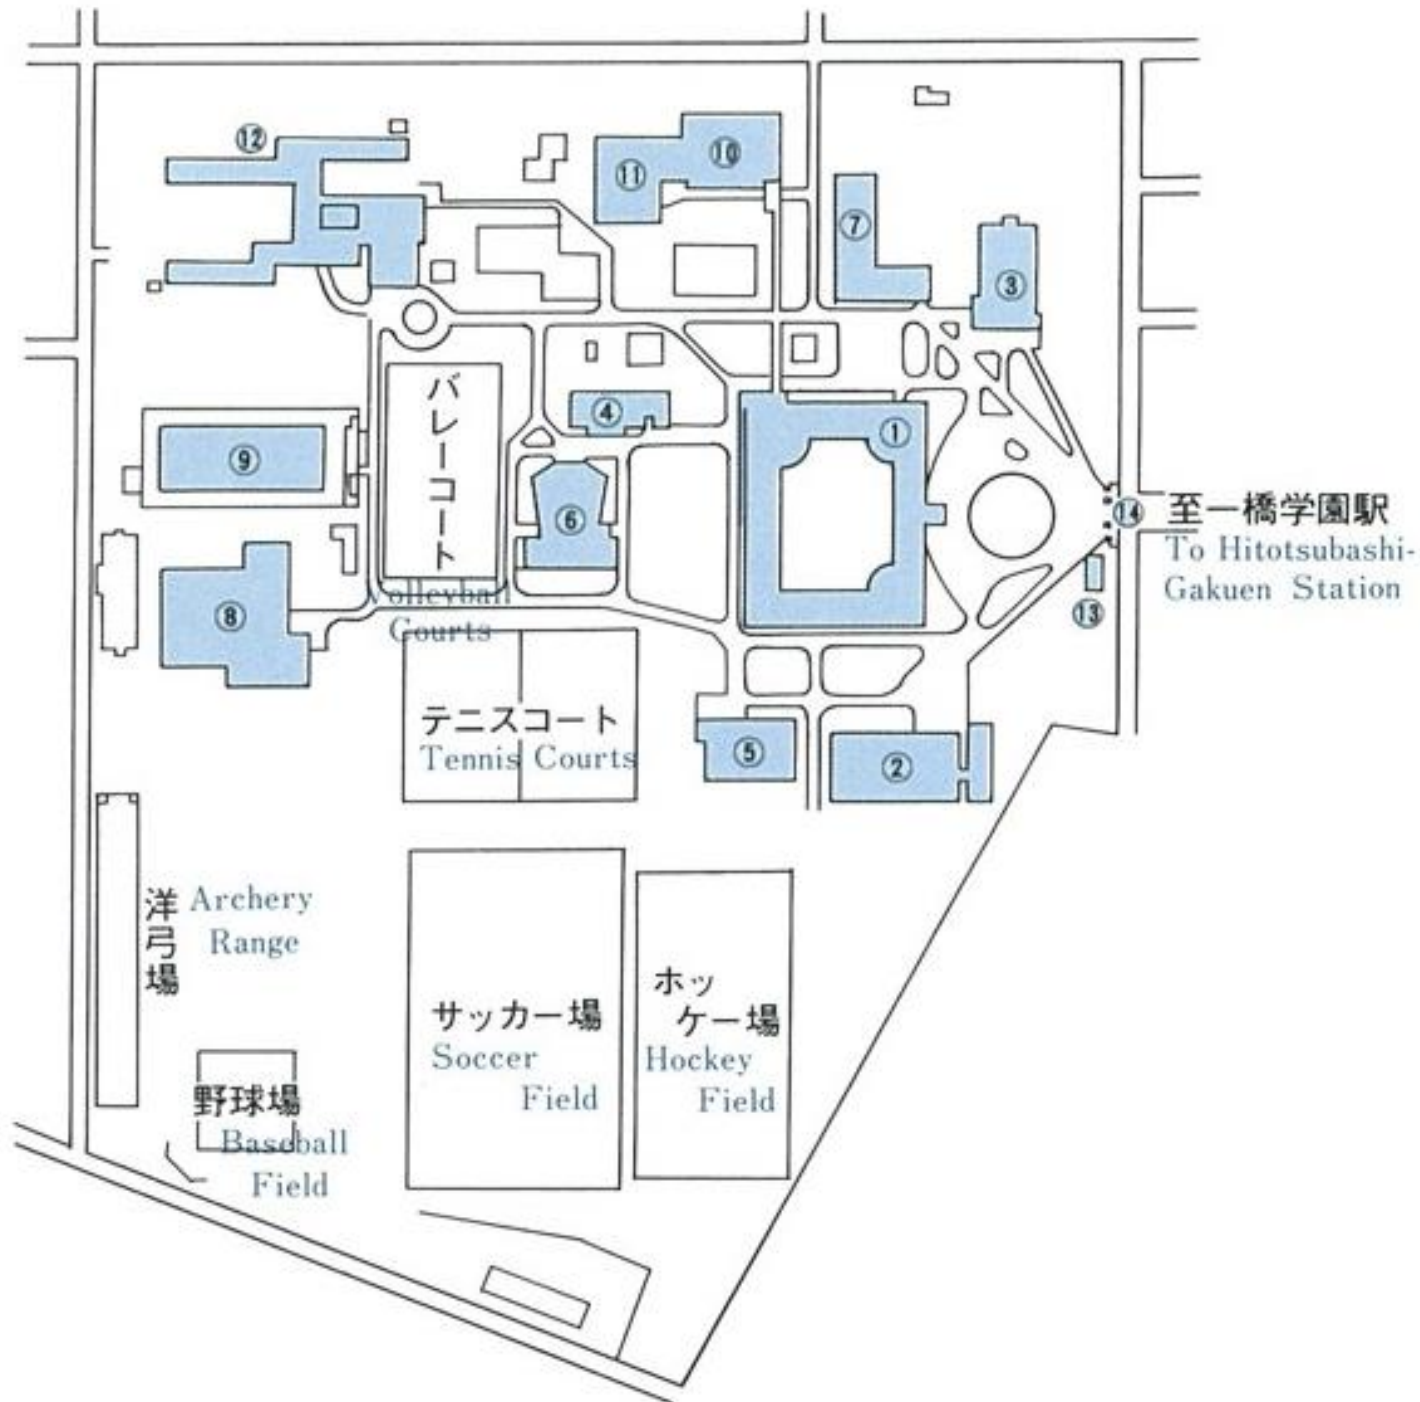 ⑫
⑩
⑪
⑦
③
バレーコート
Volleyball
Courts
④
①
⑨
⑥
⑭
至一橋学園駅
To Hitotsubashi-
Gakuen Station
⑬
⑧
テニスコート
Tennis Courts
⑤
②
洋弓場
Archery
Range
サッカー場
Soccer
Field
ホッ
ケー場
Hockey
Field
野球場
Baseball
Field